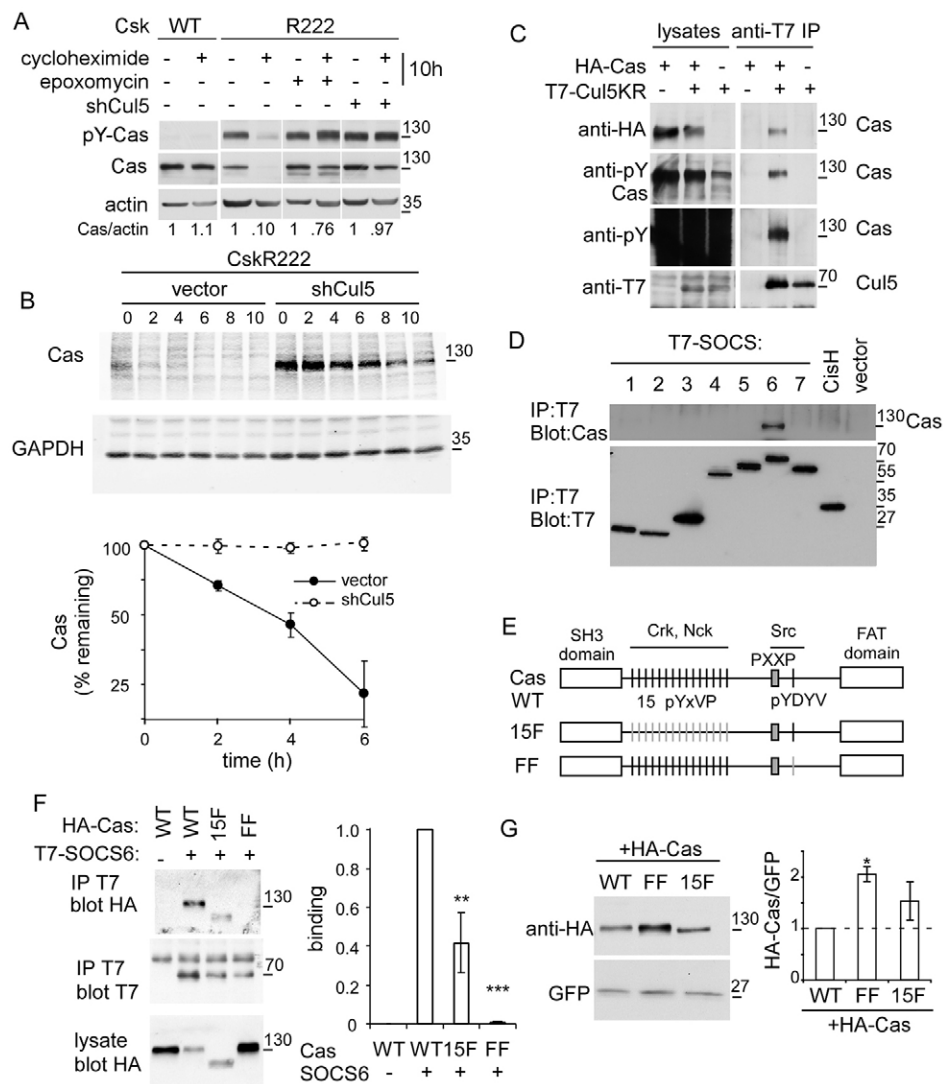 A
Csk WT R222
cycloheximide - + - + - + - +
epoxomycin - - - - + + - -
shCul5 - - - - - - + +
10h
pY-Cas 130
Cas 130
actin 35
Cas/actin 1 1.1 1 .10 1 .76 1 .97
B
CskR222
vector shCul5
0 2 4 6 8 10 0 2 4 6 8 10
Cas 130
GAPDH 35
Cas
(% remaining)
100
50
25
vector
shCul5
0 2 4 6
time (h)
C
lysates anti-T7 IP
HA-Cas + + - + + -
T7-Cul5KR - + + - + +
anti-HA 130 Cas
anti-pY
Cas 130 Cas
anti-pY 130 Cas
anti-T7 70 Cul5
D
T7-SOCS:
1 2 3 4 5 6 7 CisH vector
IP:T7
Blot:Cas 130 Cas
IP:T7
Blot:T7
70
55
35
27
E
SH3
domain
Crk, Nck
Src
PXXP
FAT
domain
Cas
WT
15 pYxVP
pYDYV
15F
FF
F
HA-Cas: WT WT 15F FF
T7-SOCS6: - + + +
IP T7
blot HA 130
IP T7
blot T7 70
lysate
blot HA 130
binding
1.0
0.8
0.6
0.4
0.2
0
**
***
Cas WT WT 15F FF
SOCS6 - + + +
G
+HA-Cas
WT FF 15F
anti-HA 130
GFP 27
HA-Cas/GFP
2
1
0
*
WT FF 15F
+HA-Cas